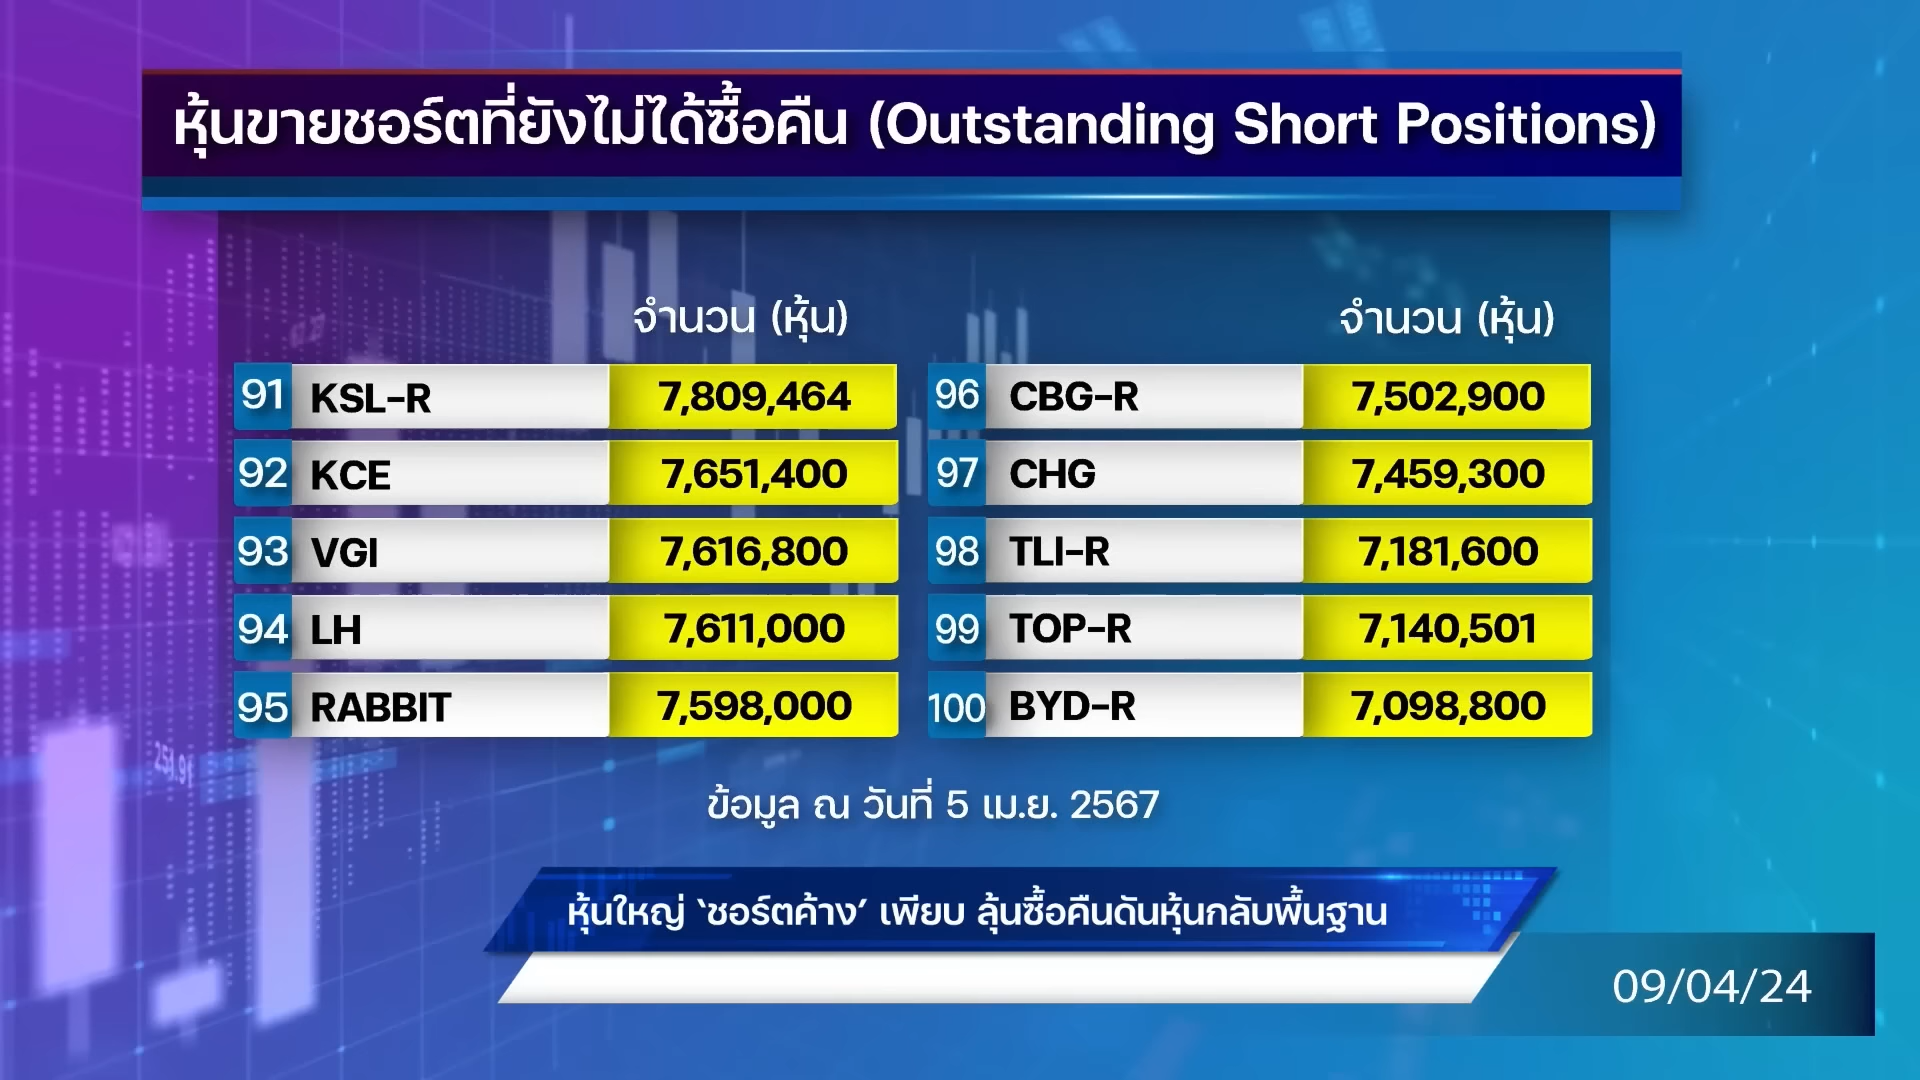 หุ้นขายชอร์ตที่ยังไม่ได้ซื้อคืน (Outstanding Short Positions)
จำนวน (หุ้น)
91 KSL-R 7,809,464
92 KCE 7,651,400
93 VGI 7,616,800
94 LH 7,611,000
95 RABBIT 7,598,000
จำนวน (หุ้น)
96 CBG-R 7,502,900
97 CHG 7,459,300
98 TLI-R 7,181,600
99 TOP-R 7,140,501
100 BYD-R 7,098,800
ข้อมูล ณ วันที่ 5 เม.ย. 2567
หุ้นใหญ่ ‘ชอร์ตค้าง’ เพียบ ลุ้นซื้อคืนดันหุ้นกลับพื้นฐาน
09/04/24